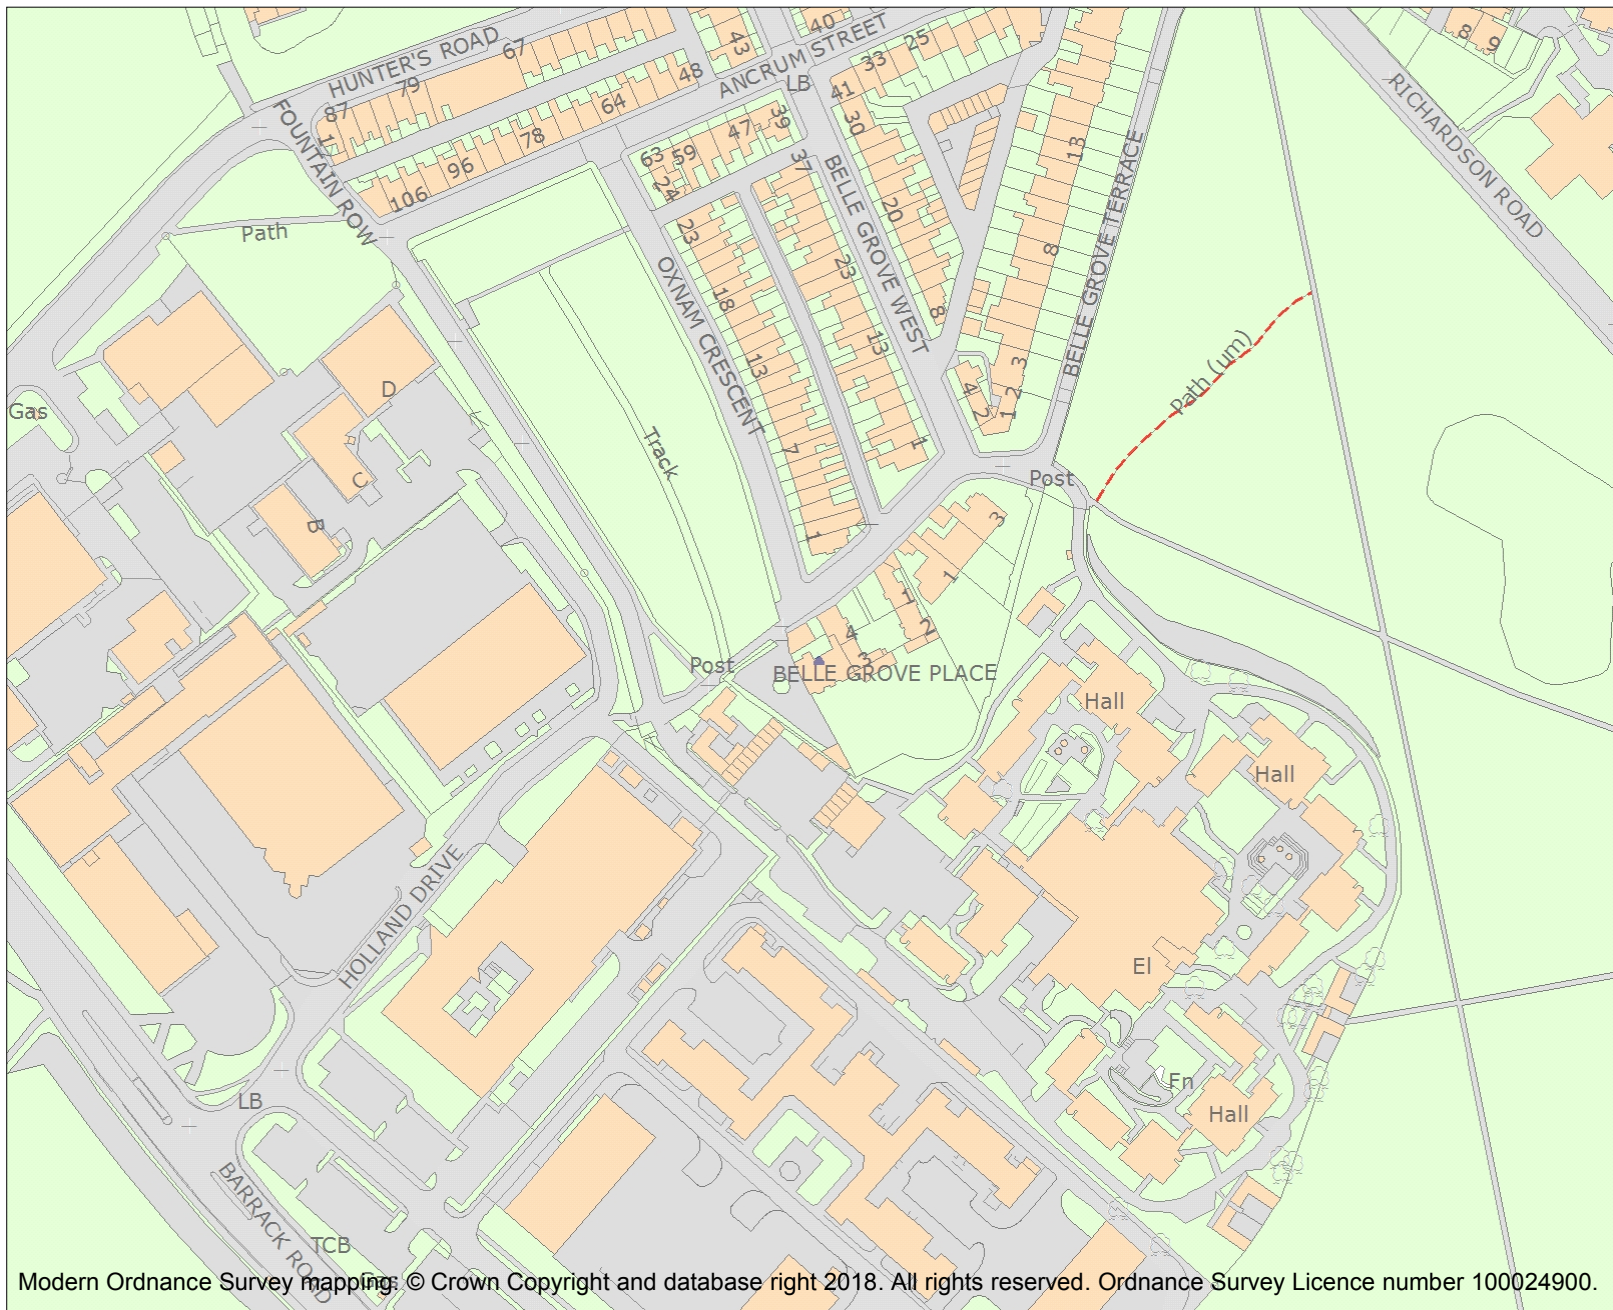 HUNTER'S ROAD
67
79
87
1
48
64
78
96
106
43
40
ANCRUM STREET
LB
25
33
41
30
39
47
59
63
24
37
FOUNTAIN ROW
Path
BELLE GROVE WEST
20
8
13
8
3
2
1
4
2
BELLE GROVE TERRACE
8
9
RICHARDSON ROAD
23
18
13
7
1
OXNAM CRESCENT
23
13
1
Track
Path (um)
Gas
D
C
B
Post
3
1
1
2
4
3
Post
BELLE GROVE PLACE
Hall
Hall
HOLLAND DRIVE
El
Fn
Hall
LB
BARRACK ROAD
TCB
Gas
Modern Ordnance Survey mapping: © Crown Copyright and database right 2018. All rights reserved. Ordnance Survey Licence number 100024900.